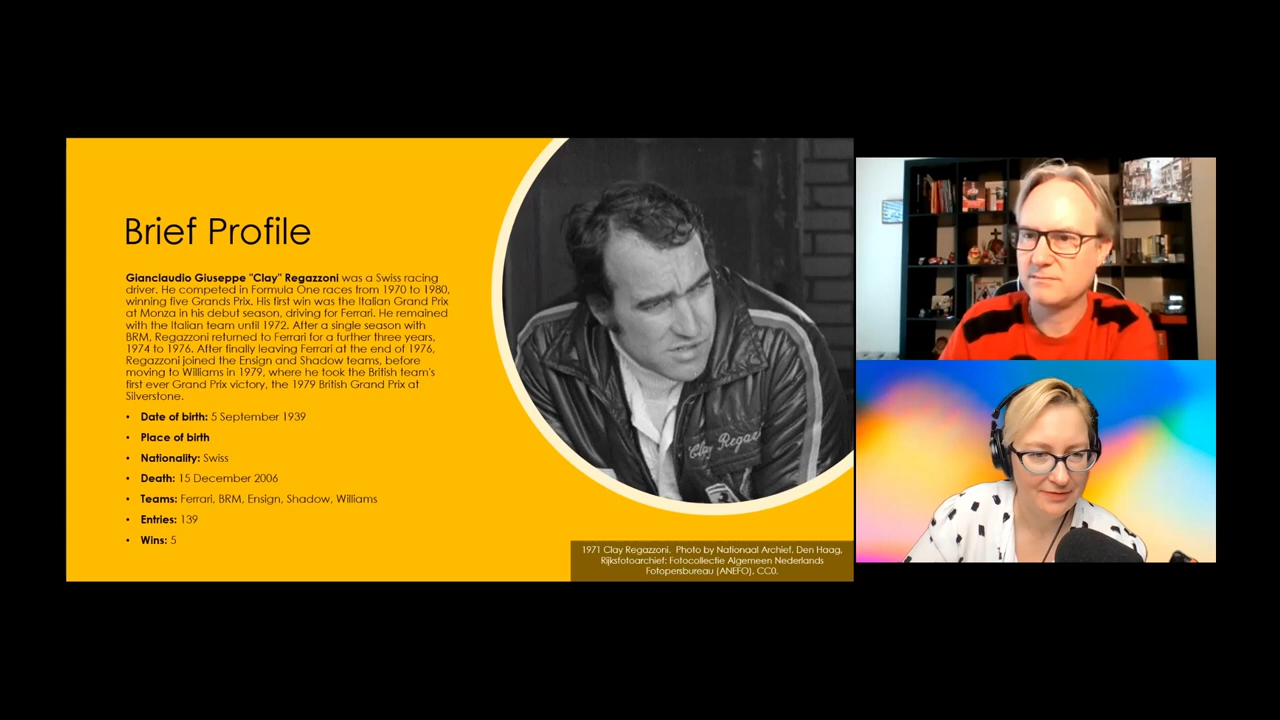 Brief Profile
Gianclaudio Giuseppe "Clay" Regazzoni was a Swiss racing
driver. He competed in Formula One races from 1970 to 1980,
winning five Grands Prix. His first win was the Italian Grand Prix
at Monza in his debut season, driving for Ferrari. He remained
with the Italian team until 1972. After a single season with
BRM, Regazzoni returned to Ferrari for a further three years,
1974 to 1976. After finally leaving Ferrari at the end of 1976,
Regazzoni joined the Ensign and Shadow teams, before
moving to Williams in 1979, where he took the British team's
first ever Grand Prix victory, the 1979 British Grand Prix at
Silverstone.
• Date of birth: 5 September 1939
• Place of birth
• Nationality: Swiss
• Death: 15 December 2006
• Teams: Ferrari, BRM, Ensign, Shadow, Williams
• Entries: 139
• Wins: 5
Clay Regaz
1971 Clay Regazzoni. Photo by Nationaal Archief, Den Haag,
Rijksfotoarchief: Fotocollectie Algemeen Nederlands
Fotopersbureau (ANEFO), CC0.